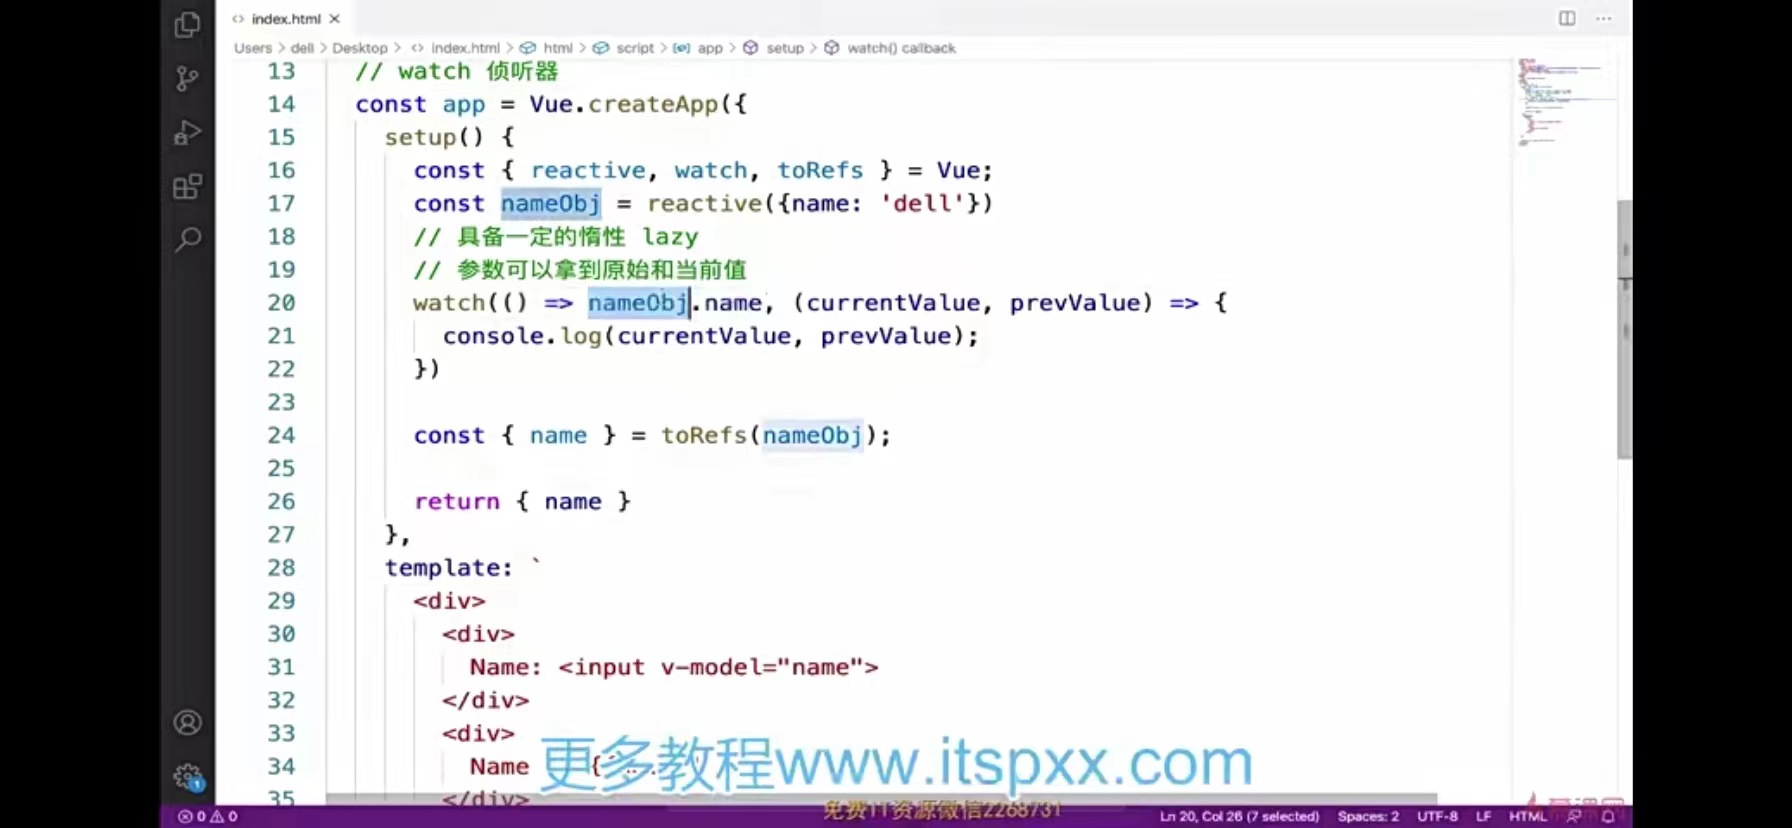 index.html
Users > dell > Desktop > index.html > html > script > app > setup > watch() callback
13 // watch 侦听器
14 const app = Vue.createApp({
15 setup() {
16 const { reactive, watch, toRefs } = Vue;
17 const nameObj = reactive({name: 'dell'})
18 // 具备一定的惰性 lazy
19 // 参数可以拿到原始和当前值
20 watch(() => nameObj.name, (currentValue, prevValue) => {
21 console.log(currentValue, prevValue);
22 })
23
24 const { name } = toRefs(nameObj);
25
26 return { name }
27 },
28 template: `
29 <div>
30 <div>
31 Name: <input v-model="name">
32 </div>
33 <div>
34 Name
更多教程www.itspxx.com
35 </div>
免费IT资源微信2268731
0 0 Ln 20, Col 26 (7 selected) Spaces: 2 UTF-8 LF HTML
1